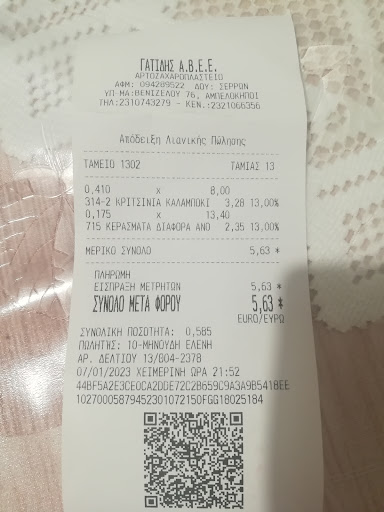 ΓΑΤΙΔΗΣ Α.Β.Ε.Ε.
ΑΡΤΟΖΑΧΑΡΟΠΛΑΣΤΕΙΟ
ΑΦΜ: 094209522 ΔΟΥ: ΣΕΡΡΩΝ
ΥΠ-ΜΑ:ΒΕΝΙΖΕΛΟΥ 76, ΑΜΠΕΛΟΚΗΠΟΙ
ΤΗΛ:2310743279 - ΚΕΝ.:2321066356
Απόδειξη Λιανικής Πώλησης
ΤΑΜΕΙΟ 1302 ΤΑΜΙΑΣ 13
0,410 x 8,00
314-2 ΚΡΙΤΣΙΝΙΑ ΚΑΛΑΜΠΟΚΙ 3,28 13,00%
0,175 x 13,40
715 ΚΕΡΑΣΜΑΤΑ ΔΙΑΦΟΡΑ ΑΝΟ 2,35 13,00%
ΜΕΡΙΚΟ ΣΥΝΟΛΟ 5,63 *
ΠΛΗΡΩΜΗ
ΕΙΣΠΡΑΞΗ ΜΕΤΡΗΤΩΝ 5,63 *
ΣΥΝΟΛΟ ΜΕΤΑ ΦΟΡΟΥ 5,63 *
EURO/ΕΥΡΩ
ΣΥΝΟΛΙΚΗ ΠΟΣΟΤΗΤΑ: 0,585
ΠΩΛΗΤΗΣ: 10-ΜΗΝΟΥΔΗ ΕΛΕΝΗ
ΑΡ. ΔΕΛΤΙΟΥ 13/004-2378
07/01/2023 ΧΕΙΜΕΡΙΝΗ ΩΡΑ 21:52
44BF5A2E3CE0CA2DDE72C2B659C9A3A9B5418EE
10270005879452301072150FGG18025184